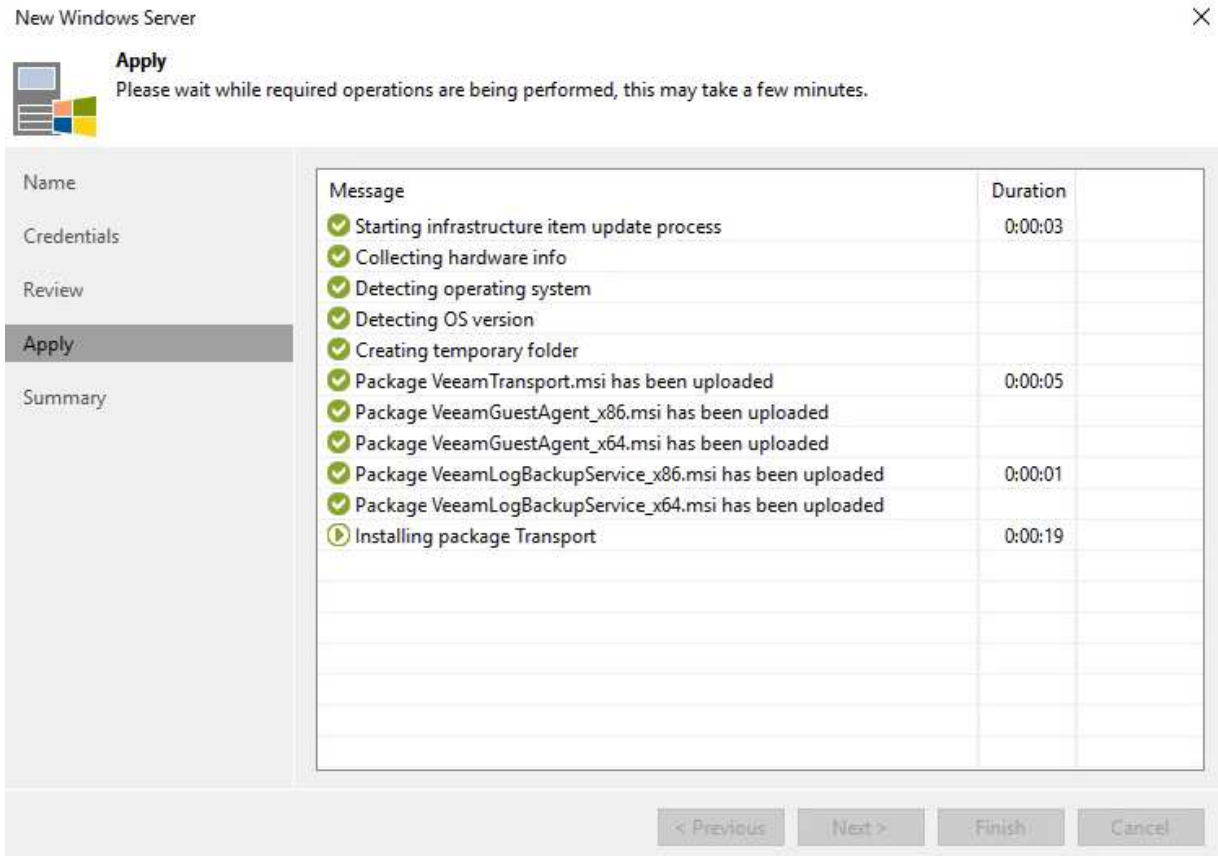 New Windows Server
Apply
Please wait while required operations are being performed, this may take a few minutes.
Name
Credentials
Review
Apply
Summary
Message Duration
Starting infrastructure item update process 0:00:03
Collecting hardware info
Detecting operating system
Detecting OS version
Creating temporary folder
Package VeeamTransport.msi has been uploaded 0:00:05
Package VeeamGuestAgent_x86.msi has been uploaded
Package VeeamGuestAgent_x64.msi has been uploaded
Package VeeamLogBackupService_x86.msi has been uploaded 0:00:01
Package VeeamLogBackupService_x64.msi has been uploaded
Installing package Transport 0:00:19
< Previous Next > Finish Cancel